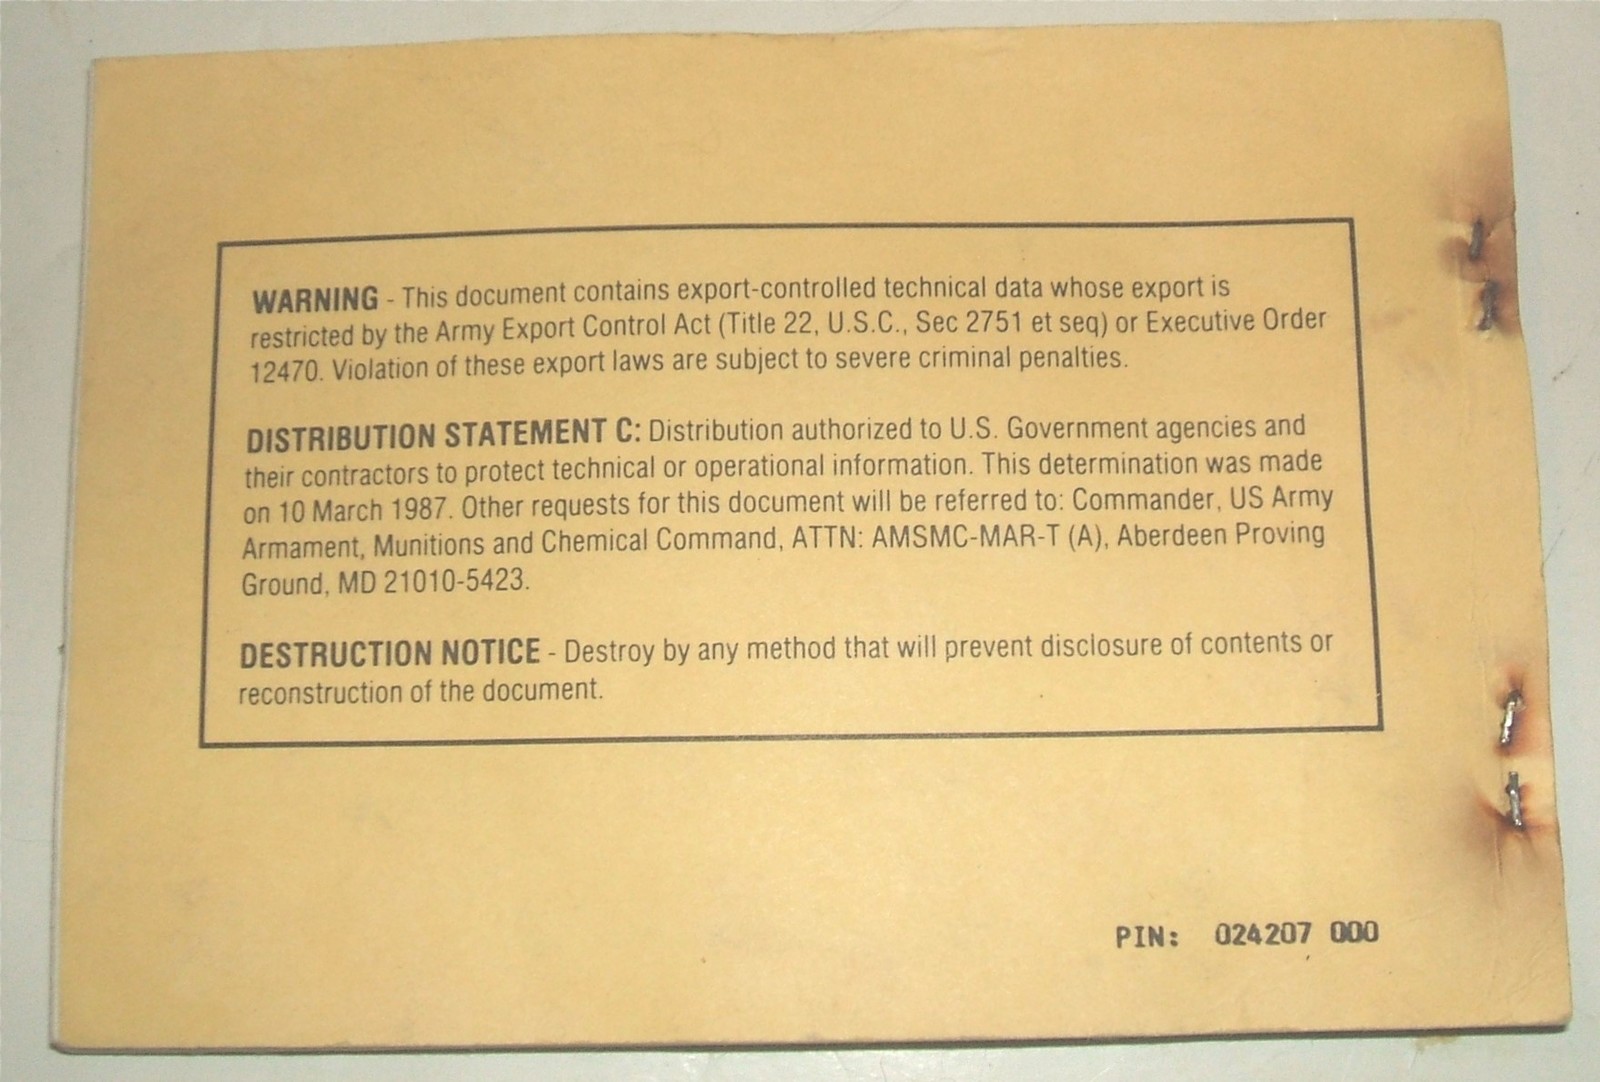 WARNING - This document contains export-controlled technical data whose export is
restricted by the Army Export Control Act (Title 22, U.S.C., Sec 2751 et seq) or Executive Order
12470. Violation of these export laws are subject to severe criminal penalties.
DISTRIBUTION STATEMENT C: Distribution authorized to U.S. Government agencies and
their contractors to protect technical or operational information. This determination was made
on 10 March 1987. Other requests for this document will be referred to: Commander, US Army
Armament, Munitions and Chemical Command, ATTN: AMSMC-MAR-T (A), Aberdeen Proving
Ground, MD 21010-5423.
DESTRUCTION NOTICE - Destroy by any method that will prevent disclosure of contents or
reconstruction of the document.
PIN: 024207 000